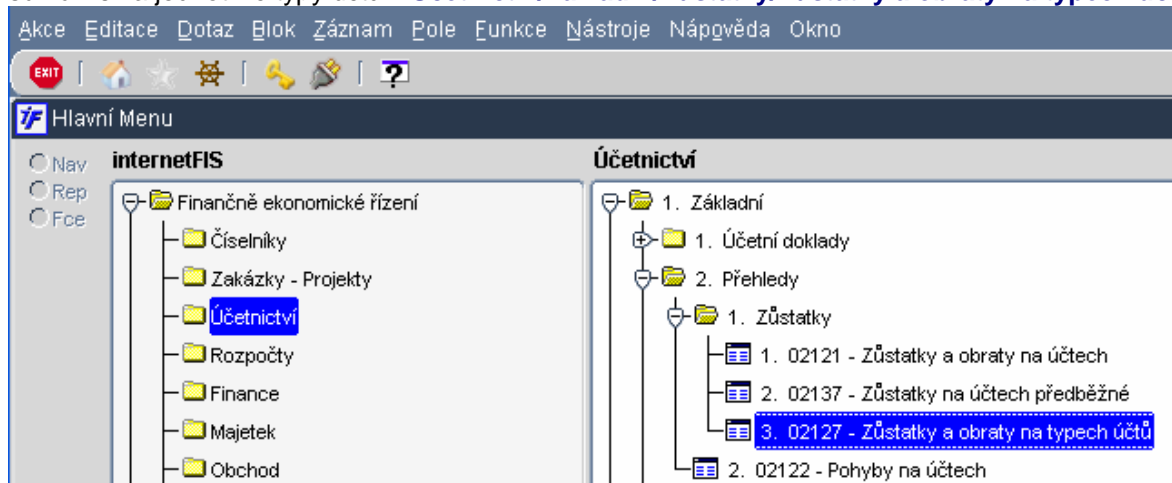 Akce Editace Dotaz Blok Záznam Pole Funkce Nástroje Nápověda Okno
EXIT
Hlavní Menu
Nav
Rep
Fce
internetFIS
Finančně ekonomické řízení
Číselníky
Zakázky - Projekty
Účetnictví
Rozpočty
Finance
Majetek
Obchod
Účetnictví
1. Základní
1. Účetní doklady
2. Přehledy
1. Zůstatky
1. 02121 - Zůstatky a obraty na účtech
2. 02137 - Zůstatky na účtech předběžné
3. 02127 - Zůstatky a obraty na typech účtů
2. 02122 - Pohyby na účtech